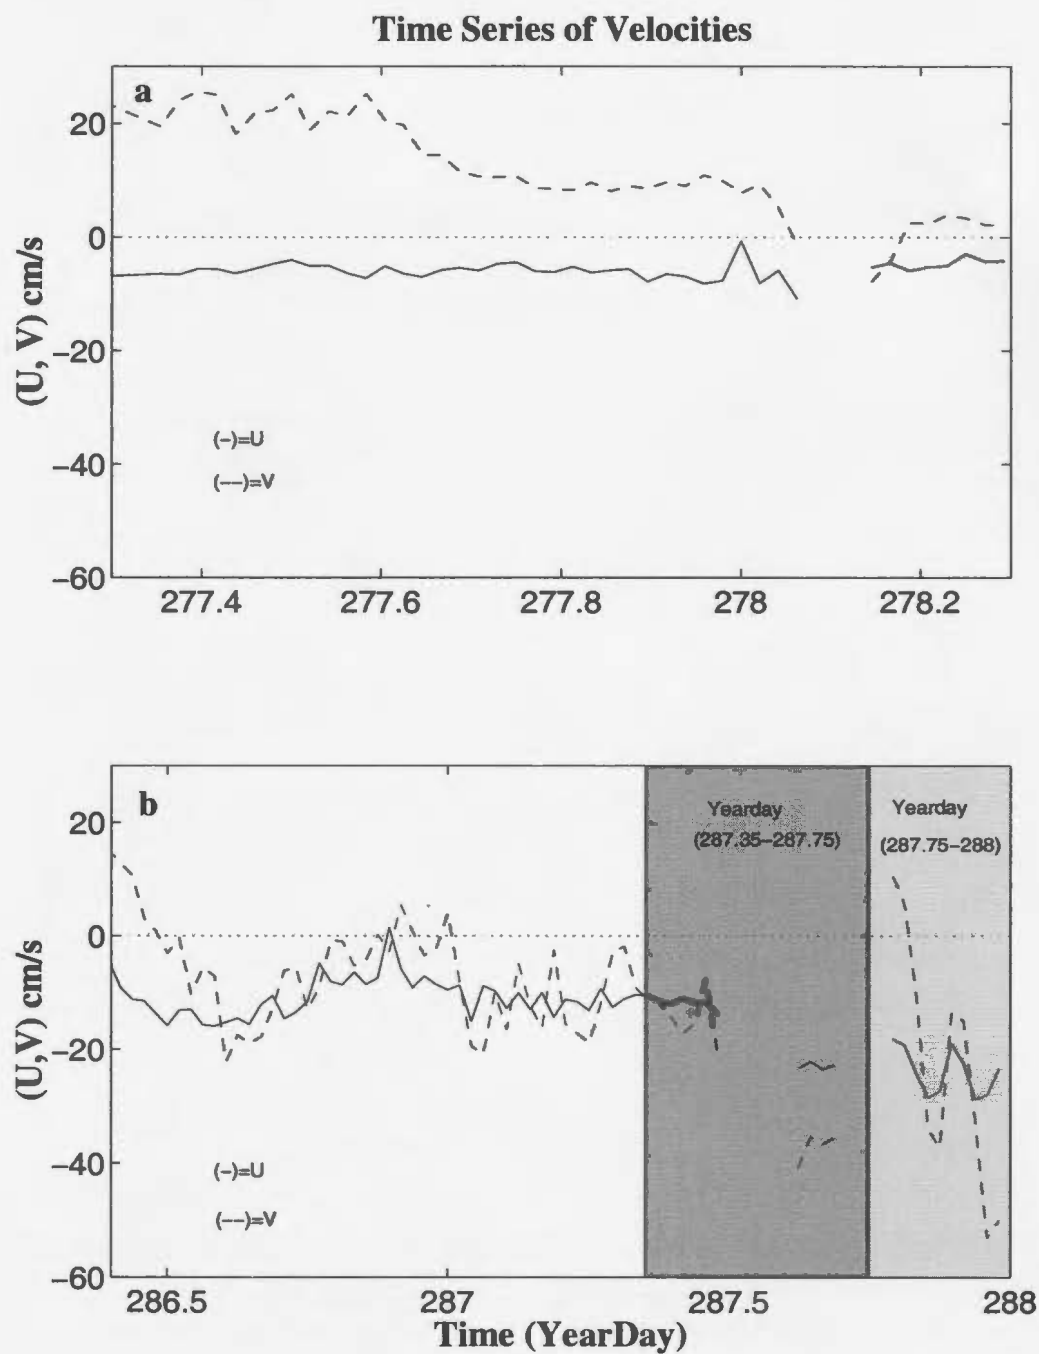 Time Series of Velocities
a
20
0
−20
−40
−60
(U, V) cm/s
(-)=U
(--)=V
277.4 277.6 277.8 278 278.2
b
Yearday
(287.35-287.75)
Yearday
(287.75-288)
20
0
−20
−40
−60
(U, V) cm/s
(-)=U
(--)=V
286.5 287 287.5 288
Time (YearDay)